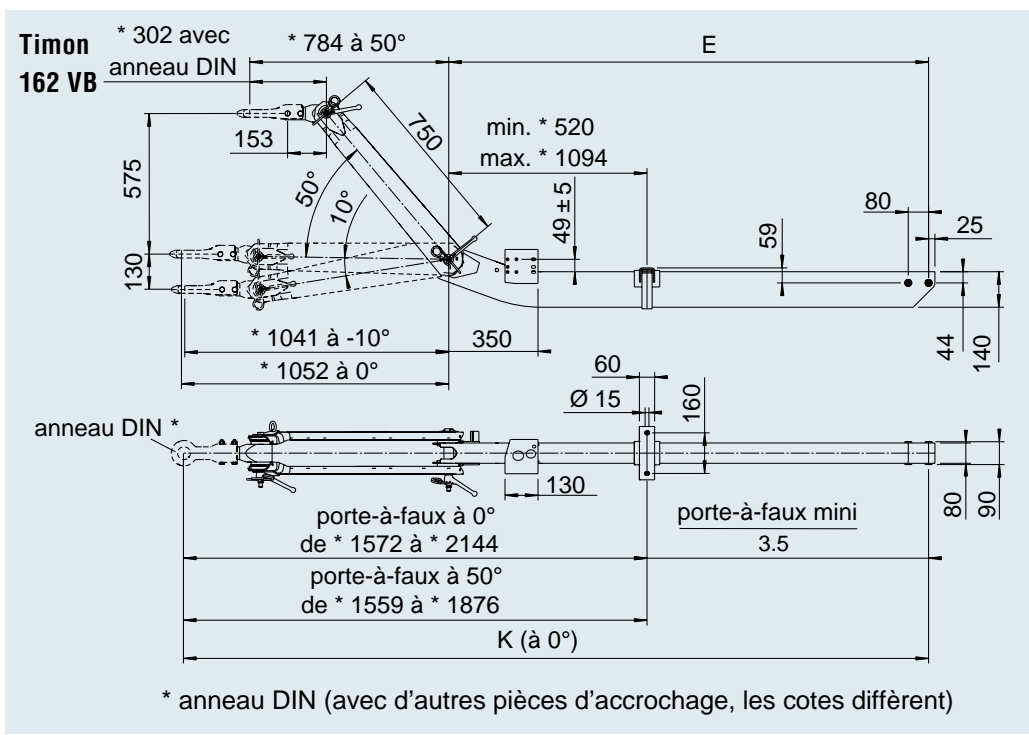 Timon
162 VB
* 302 avec
anneau DIN
* 784 à 50°
E
153
750
min. * 520
max. * 1094
575
50°
10°
49 ± 5
59
80
25
130
* 1041 à -10°
350
* 1052 à 0°
44
140
60
Ø 15
160
anneau DIN *
130
80
90
porte-à-faux à 0°
de * 1572 à * 2144
porte-à-faux mini
3.5
porte-à-faux à 50°
de * 1559 à * 1876
K (à 0°)
* anneau DIN (avec d'autres pièces d'accrochage, les cotes diffèrent)